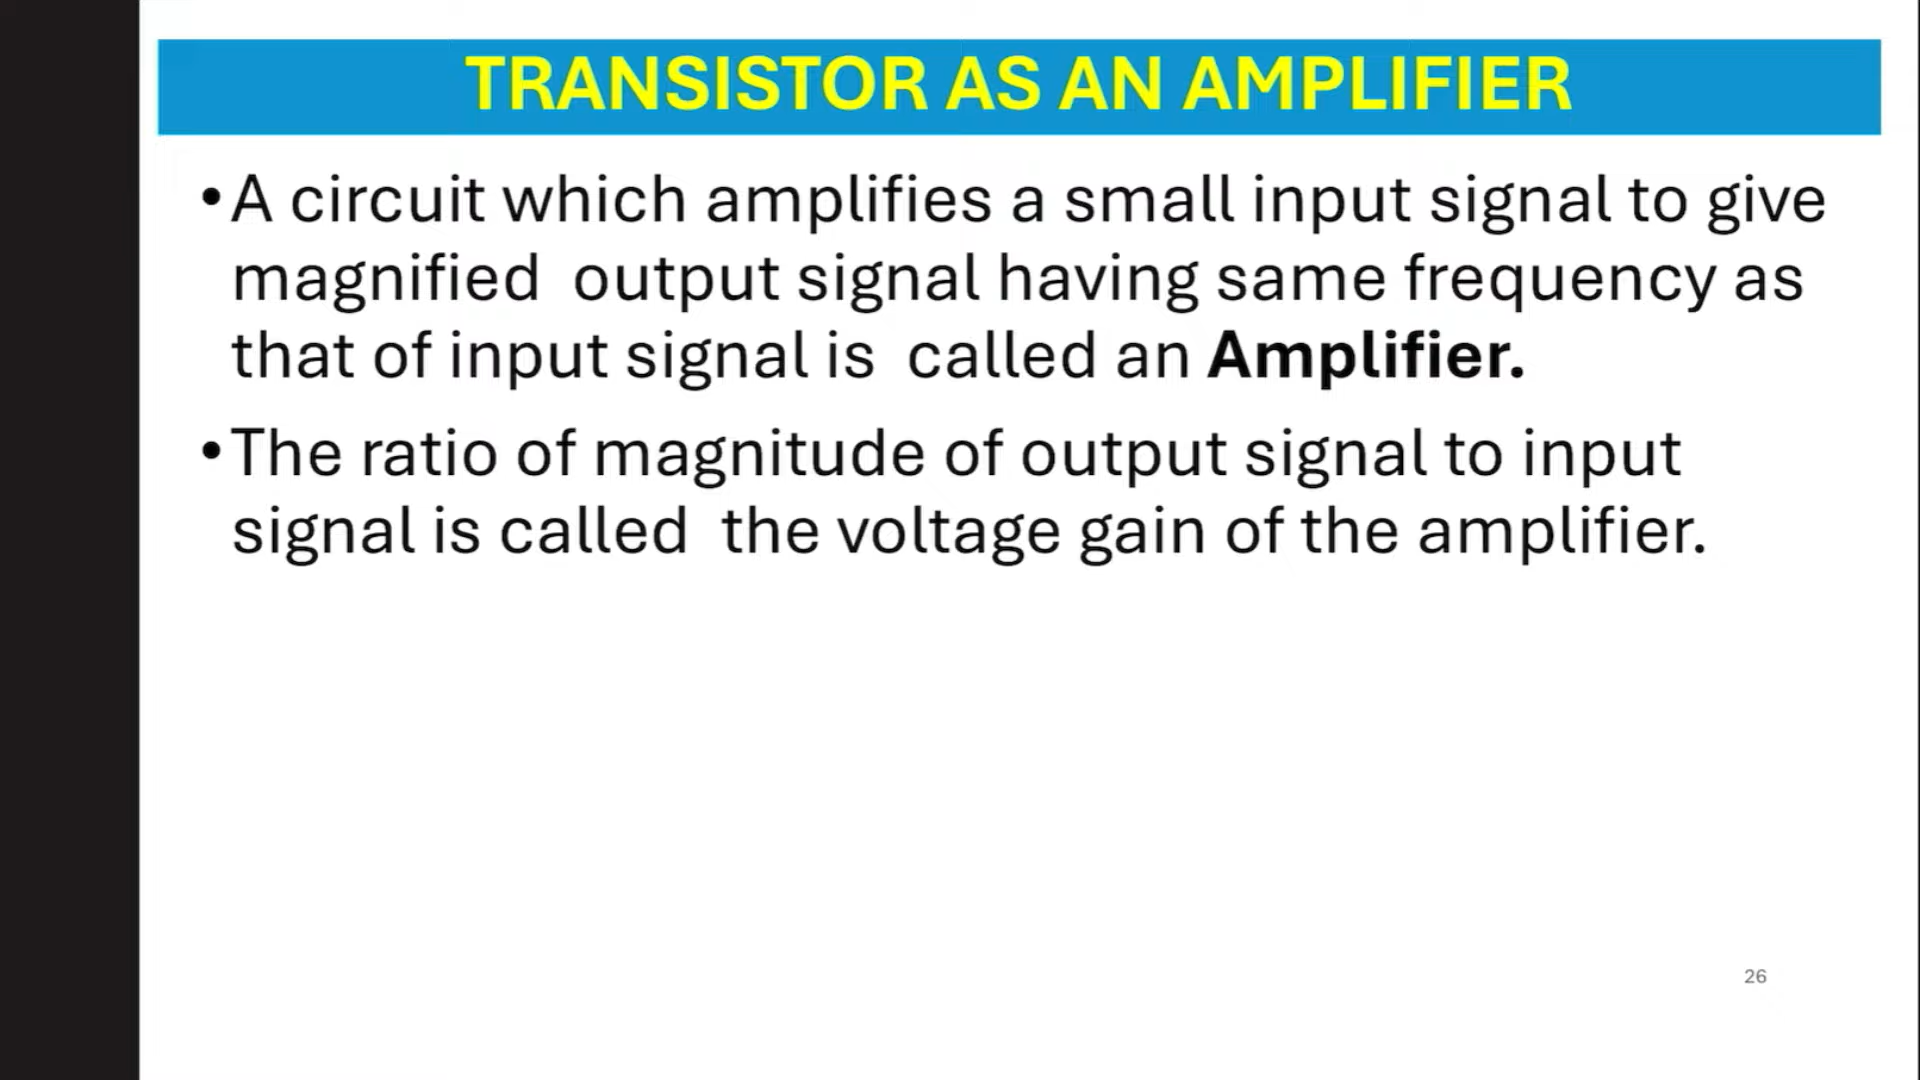 TRANSISTOR AS AN AMPLIFIER
•A circuit which amplifies a small input signal to give
magnified output signal having same frequency as
that of input signal is called an Amplifier.
•The ratio of magnitude of output signal to input
signal is called the voltage gain of the amplifier.
26